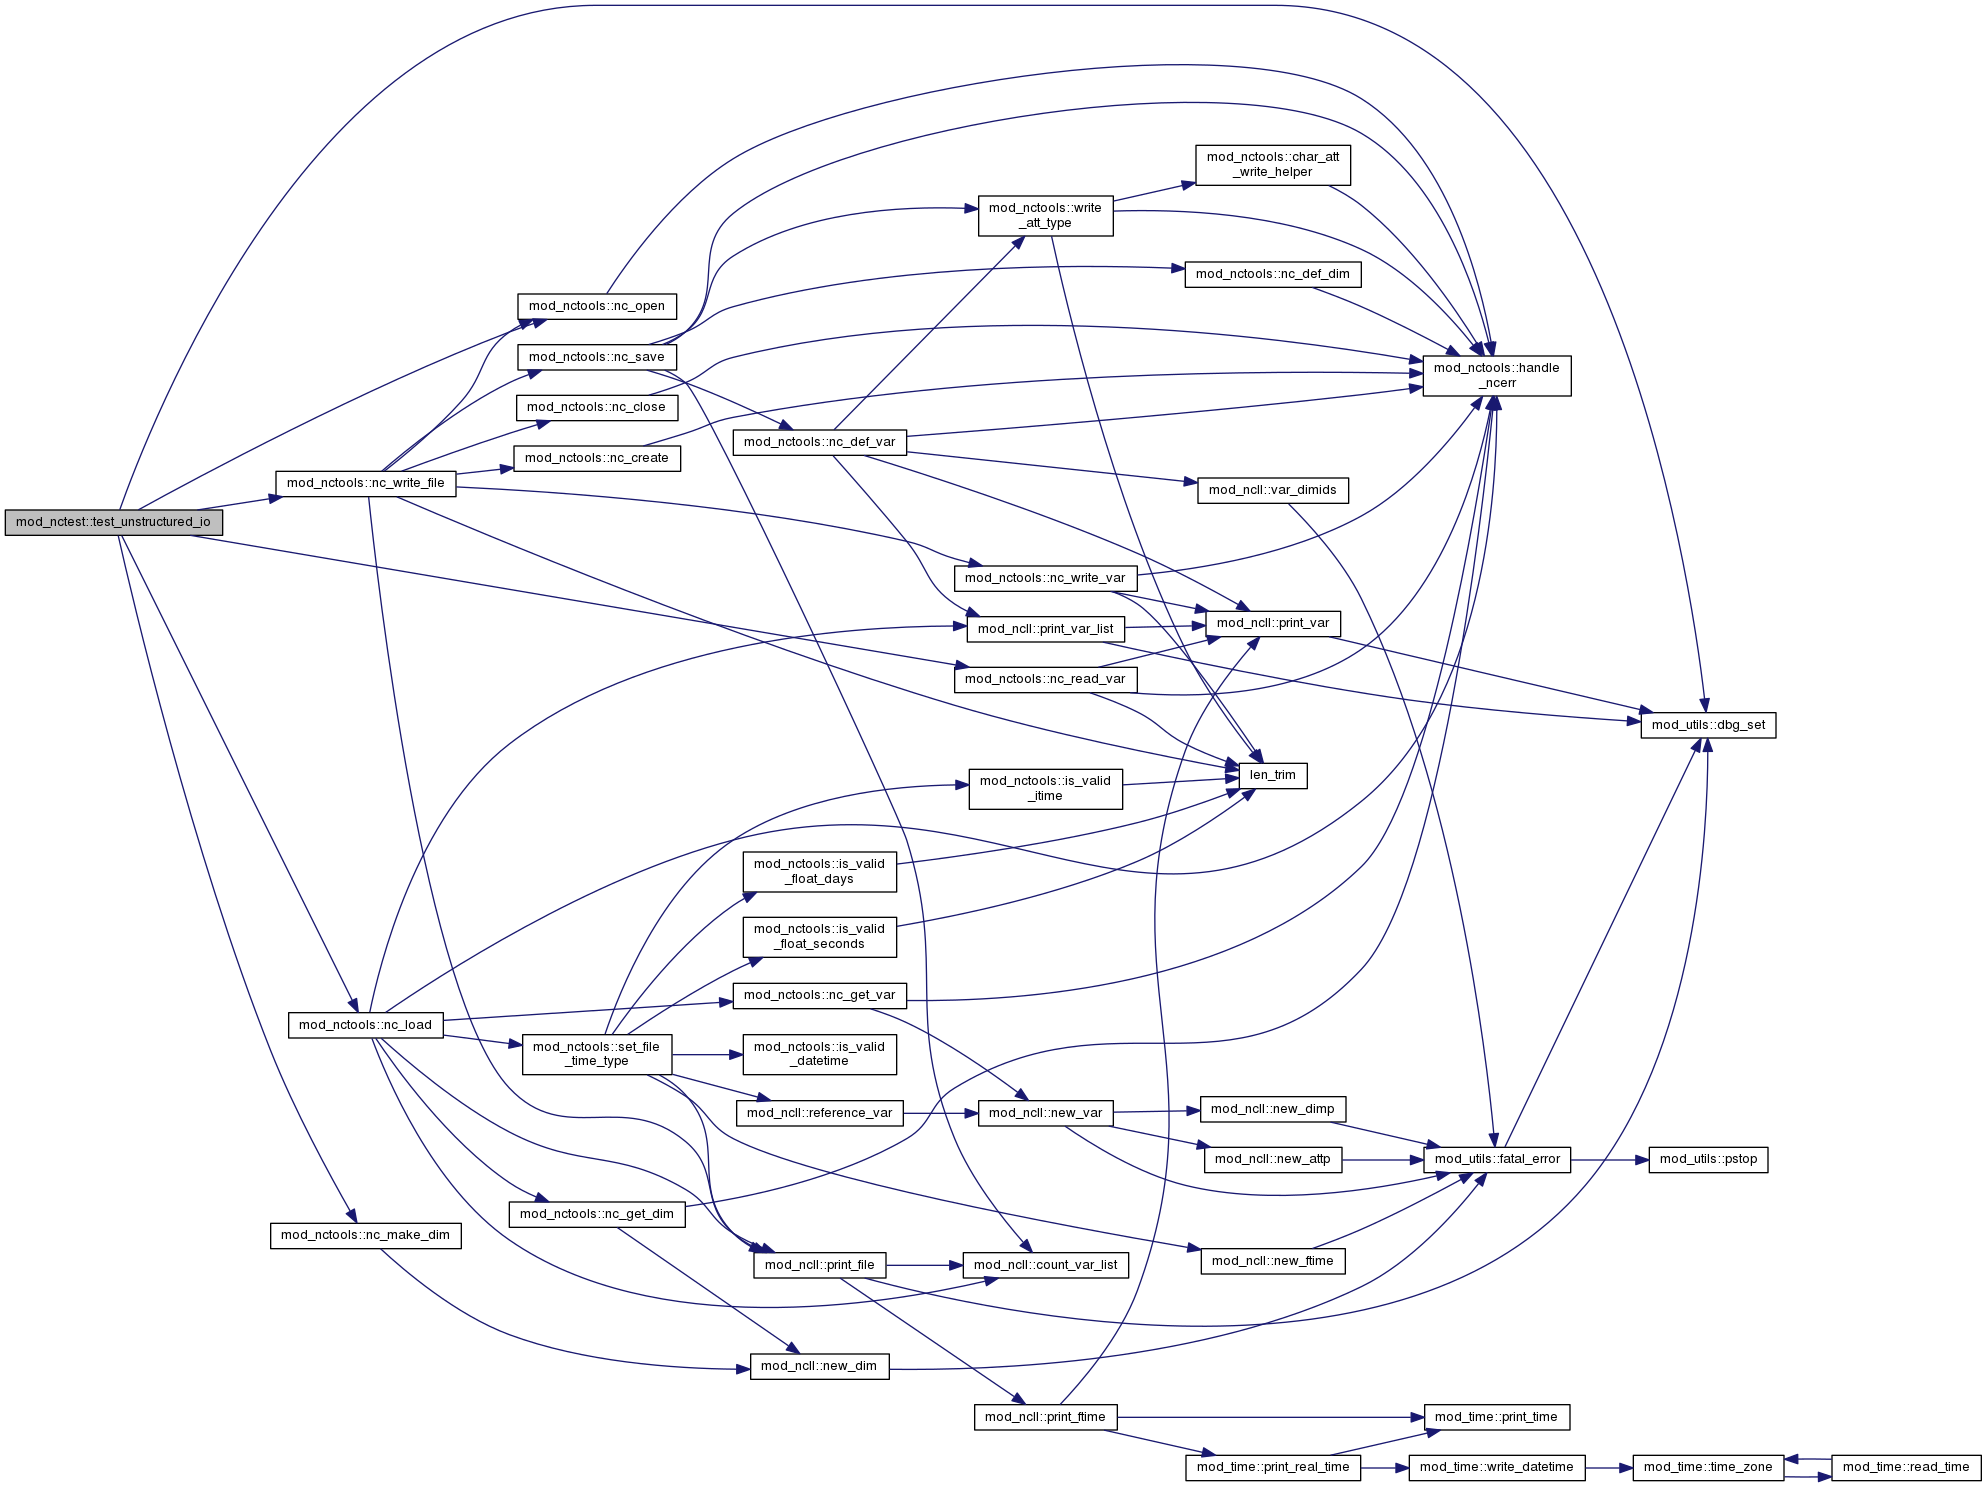 mod_nctools::char_att
_write_helper
mod_nctools::write
_att_type
mod_nctools::nc_def_dim
mod_nctools::nc_open
mod_nctools::nc_save
mod_nctools::handle
_ncerr
mod_nctools::nc_close
mod_nctools::nc_def_var
mod_nctools::nc_create
mod_nctools::nc_write_file
mod_ncll::var_dimids
mod_nctest::test_unstructured_io
mod_nctools::nc_write_var
mod_ncll::print_var_list
mod_ncll::print_var
mod_nctools::nc_read_var
mod_utils::dbg_set
len_trim
mod_nctools::is_valid
_itime
mod_nctools::is_valid
_float_days
mod_nctools::is_valid
_float_seconds
mod_nctools::nc_get_var
mod_nctools::nc_load
mod_nctools::set_file
_time_type
mod_nctools::is_valid
_datetime
mod_ncll::reference_var
mod_ncll::new_var
mod_ncll::new_dimp
mod_ncll::new_attp
mod_utils::fatal_error
mod_utils::pstop
mod_nctools::nc_get_dim
mod_nctools::nc_make_dim
mod_ncll::print_file
mod_ncll::count_var_list
mod_ncll::new_ftime
mod_ncll::new_dim
mod_ncll::print_ftime
mod_time::print_time
mod_time::print_real_time
mod_time::write_datetime
mod_time::time_zone
mod_time::read_time